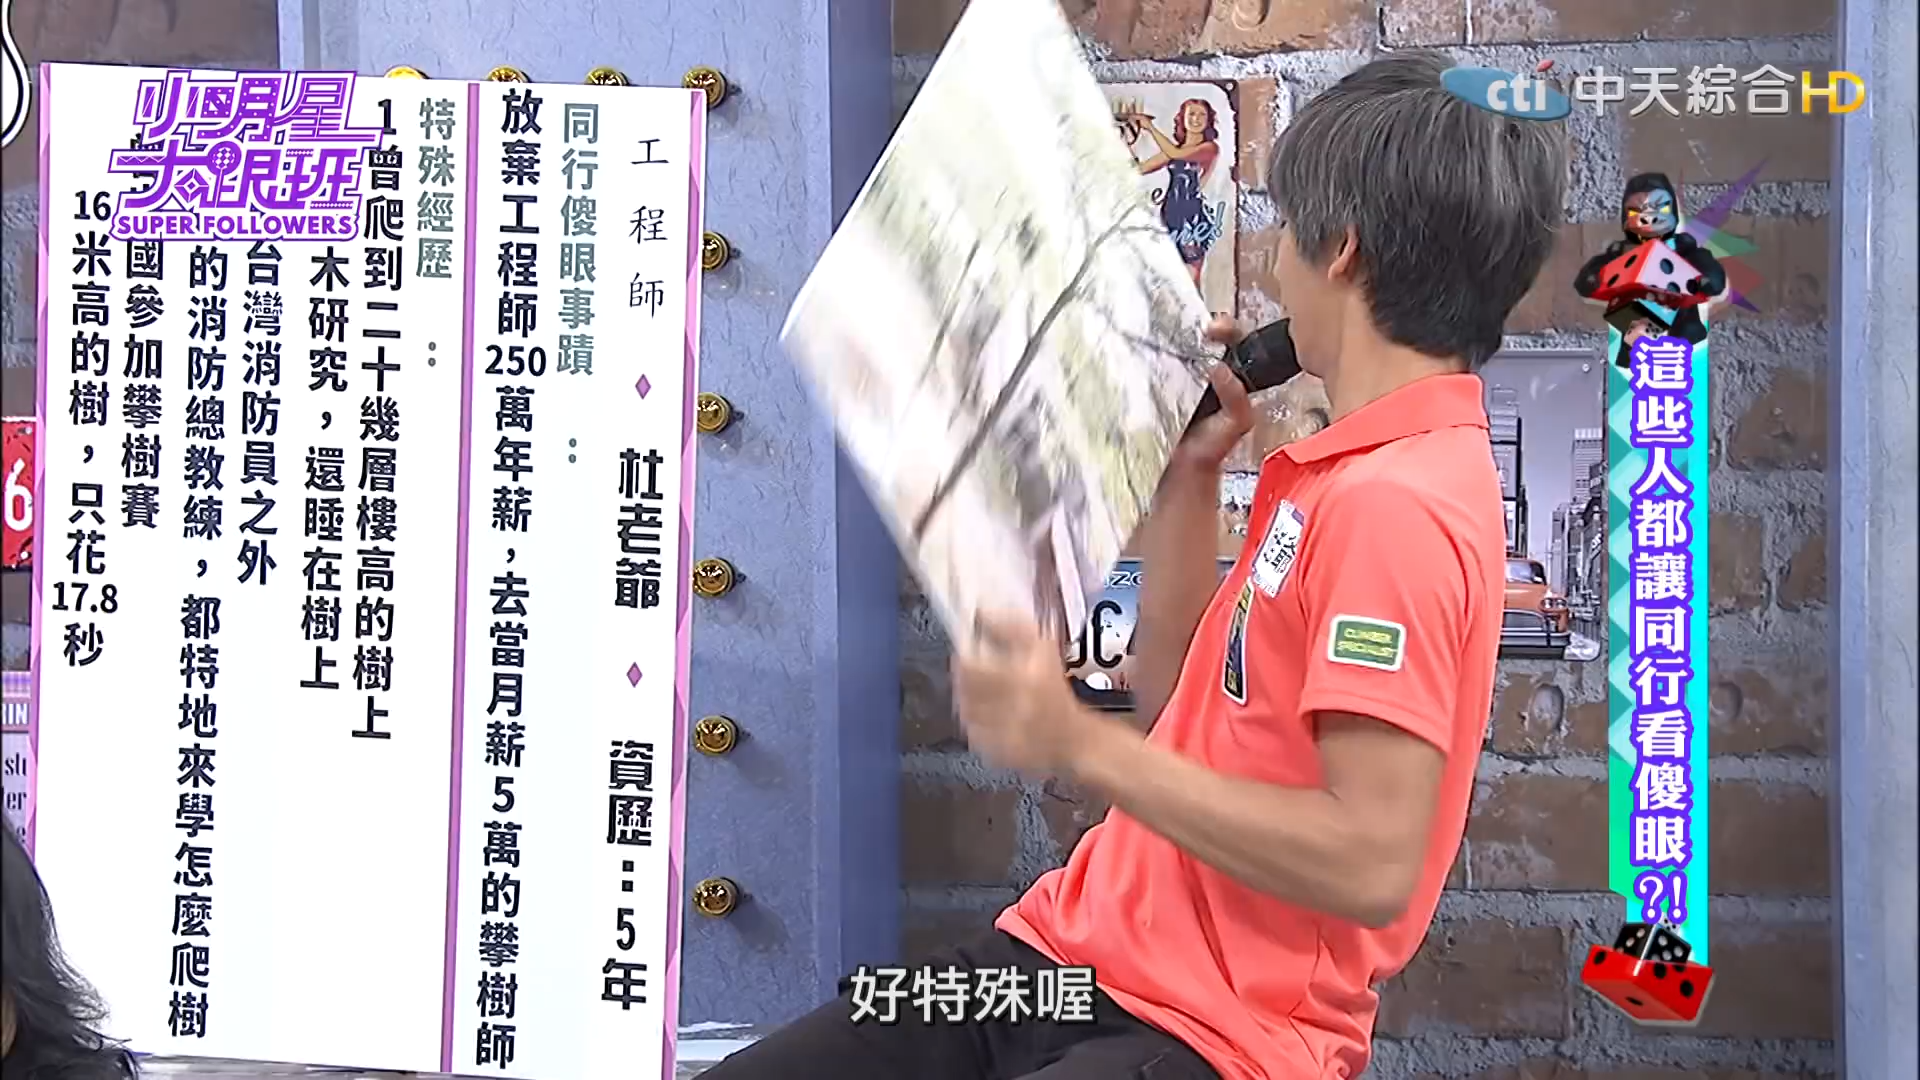 小明星
大跟班
SUPER FOLLOWERS
cti 中天綜合HD
工程師 ♦ 杜老爺 ♦ 資歷：5年
同行傻眼事蹟：
放棄工程師250萬年薪，去當月薪5萬的攀樹師
特殊經歷：
1曾爬到二十幾層樓高的樹上
木研究，還睡在樹上
台灣消防員之外
的消防總教練，都特地來學怎麼爬樹
國參加攀樹賽
16米高的樹，只花17.8秒
這些人都讓同行看傻眼?!
CLIMBER
SPECIALIST
6
好特殊喔